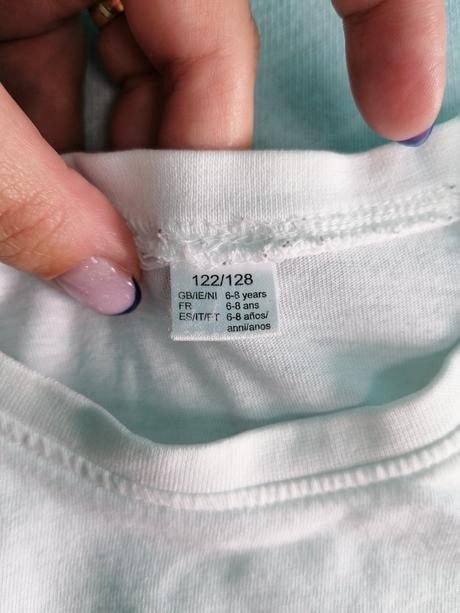 122/128
GB/IE/NI 6-8 years
FR 6-8 ans
ES/IT/PT 6-8 años/
anni/anos